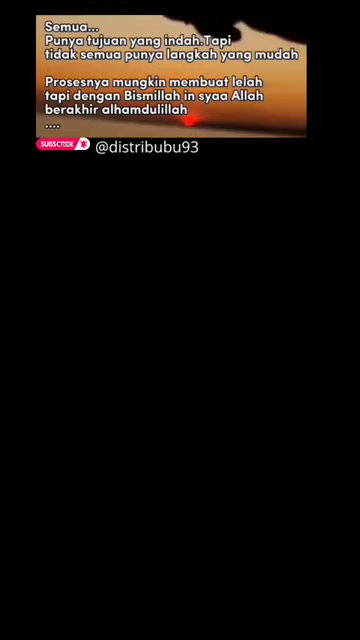 Semua...
Punya tujuan yang indah.Tapi
tidak semua punya langkah yang mudah
Prosesnya mungkin membuat lelah
tapi dengan Bismillah in syaa Allah
berakhir alhamdulillah
....
SUBSCRIBE
@distribubu93